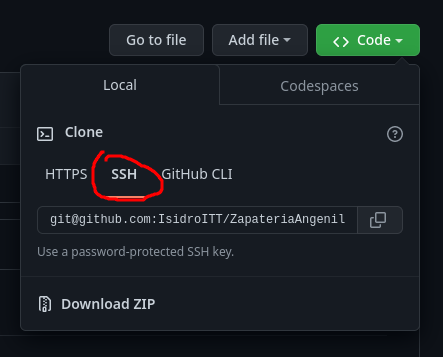 Go to file Add file Code
Local Codespaces
Clone
HTTPS SSH GitHub CLI
git@github.com:IsidroITT/ZapateriaAngenil
Use a password-protected SSH key.
Download ZIP